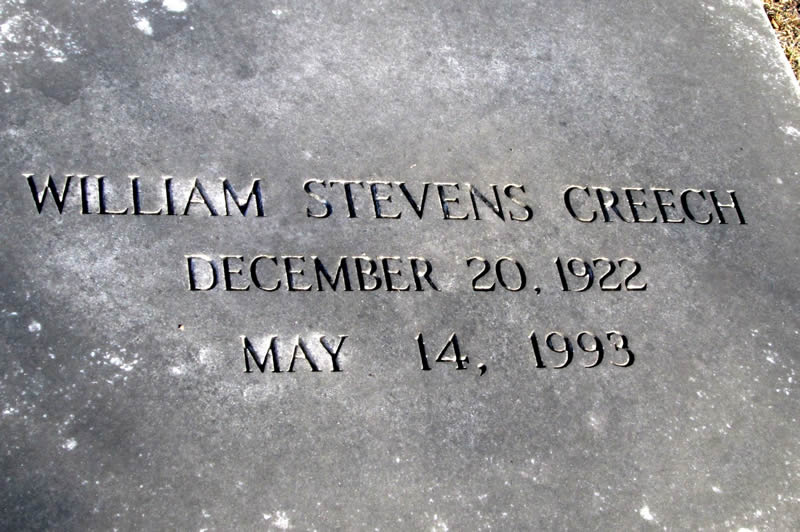 WILLIAM STEVENS CREECH
DECEMBER 20, 1922
MAY 14, 1993